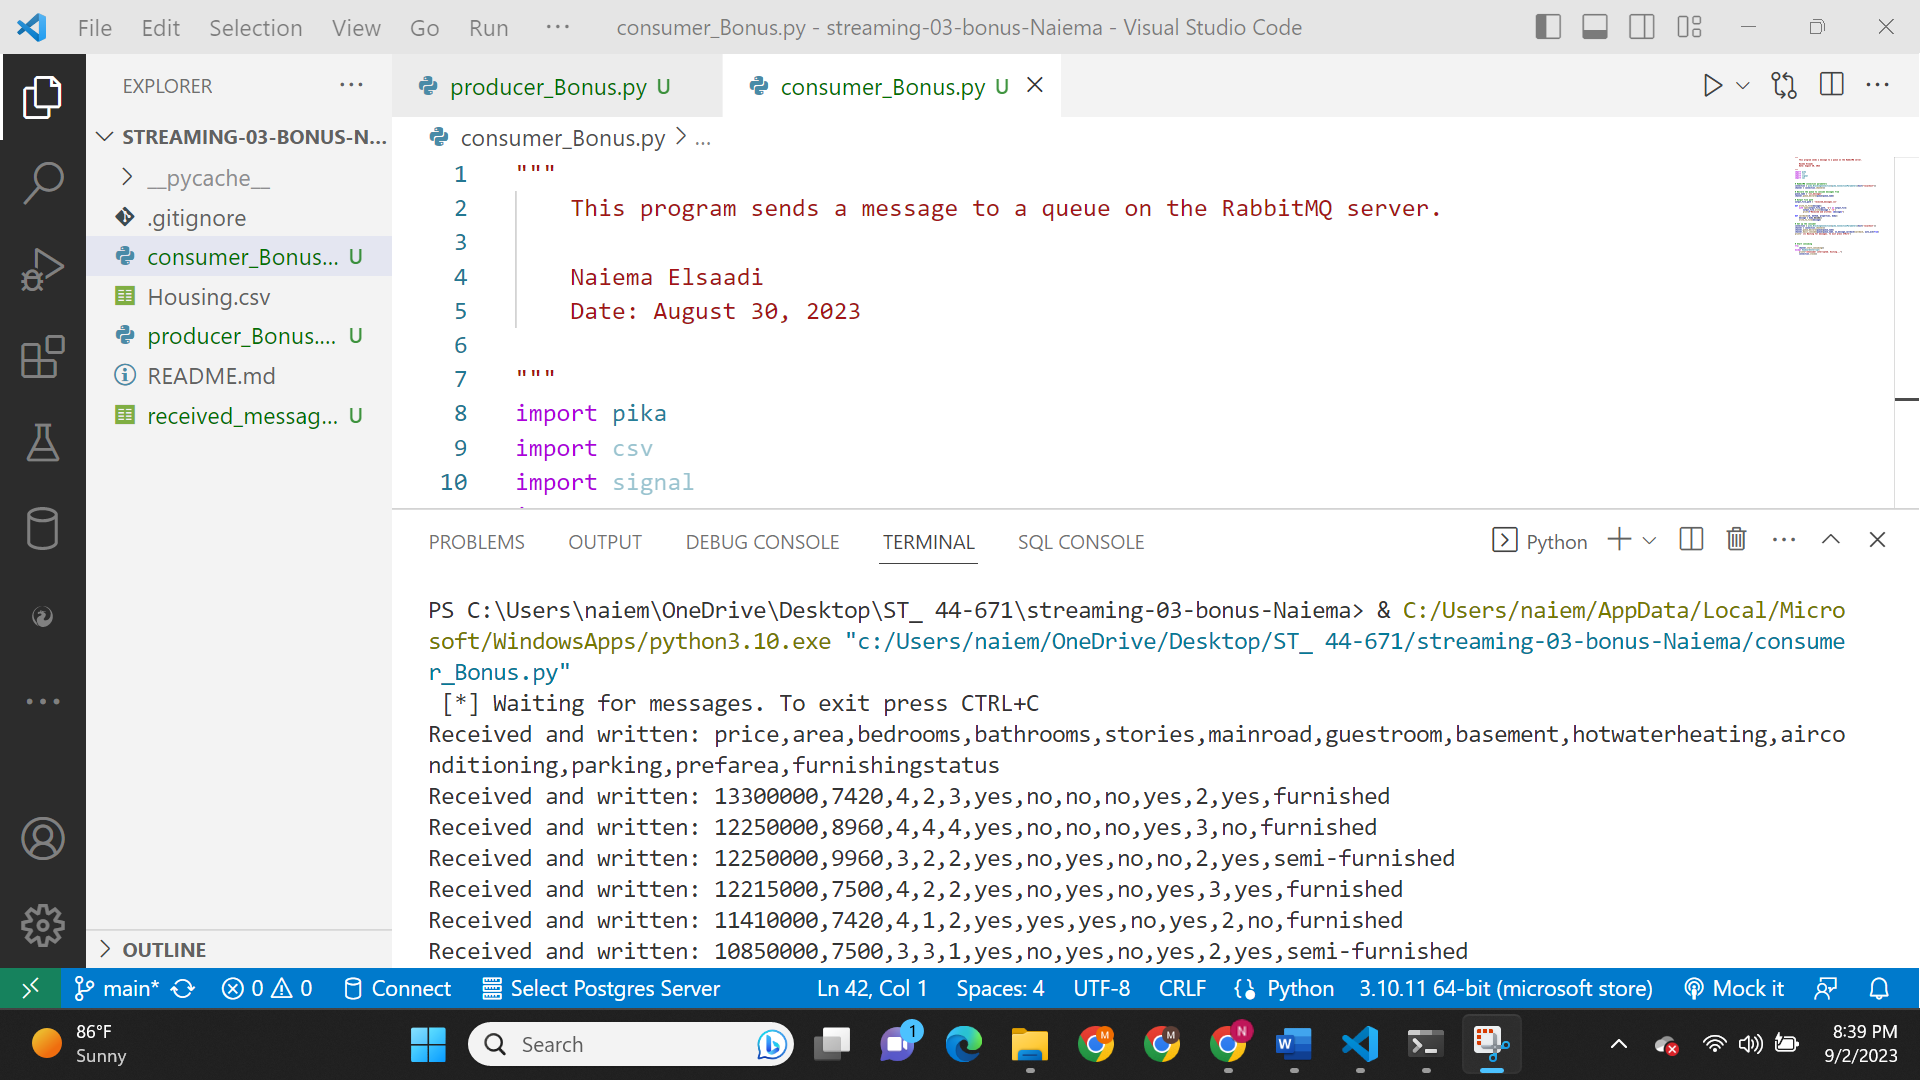 File Edit Selection View Go Run ... consumer_Bonus.py - streaming-03-bonus-Naiema - Visual Studio Code
EXPLORER
STREAMING-03-BONUS-N...
__pycache__
.gitignore
consumer_Bonus... U
Housing.csv
producer_Bonus.... U
README.md
received_messag... U
OUTLINE
producer_Bonus.py U
consumer_Bonus.py U
consumer_Bonus.py > ...
1 """
2 This program sends a message to a queue on the RabbitMQ server.
3
4 Naiema Elsaadi
5 Date: August 30, 2023
6
7 """
8 import pika
9 import csv
10 import signal
PROBLEMS OUTPUT DEBUG CONSOLE TERMINAL SQL CONSOLE Python
PS C:\Users\naiem\OneDrive\Desktop\ST_ 44-671\streaming-03-bonus-Naiema> & C:/Users/naiem/AppData/Local/Micro
soft/WindowsApps/python3.10.exe "c:/Users/naiem/OneDrive/Desktop/ST_ 44-671/streaming-03-bonus-Naiema/consume
r_Bonus.py"
[*] Waiting for messages. To exit press CTRL+C
Received and written: price,area,bedrooms,bathrooms,stories,mainroad,guestroom,basement,hotwaterheating,airco
nditioning,parking,prefarea,furnishingstatus
Received and written: 13300000,7420,4,2,3,yes,no,no,no,yes,2,yes,furnished
Received and written: 12250000,8960,4,4,4,yes,no,no,no,yes,3,no,furnished
Received and written: 12250000,9960,3,2,2,yes,no,yes,no,no,2,yes,semi-furnished
Received and written: 12215000,7500,4,2,2,yes,no,yes,no,yes,3,yes,furnished
Received and written: 11410000,7420,4,1,2,yes,yes,yes,no,yes,2,no,furnished
Received and written: 10850000,7500,3,3,1,yes,no,yes,no,yes,2,yes,semi-furnished
main* 0 0 Connect Select Postgres Server Ln 42, Col 1 Spaces: 4 UTF-8 CRLF Python 3.10.11 64-bit (microsoft store) Mock it
86°F
Sunny
Search
1
M
M
N
W
8:39 PM
9/2/2023